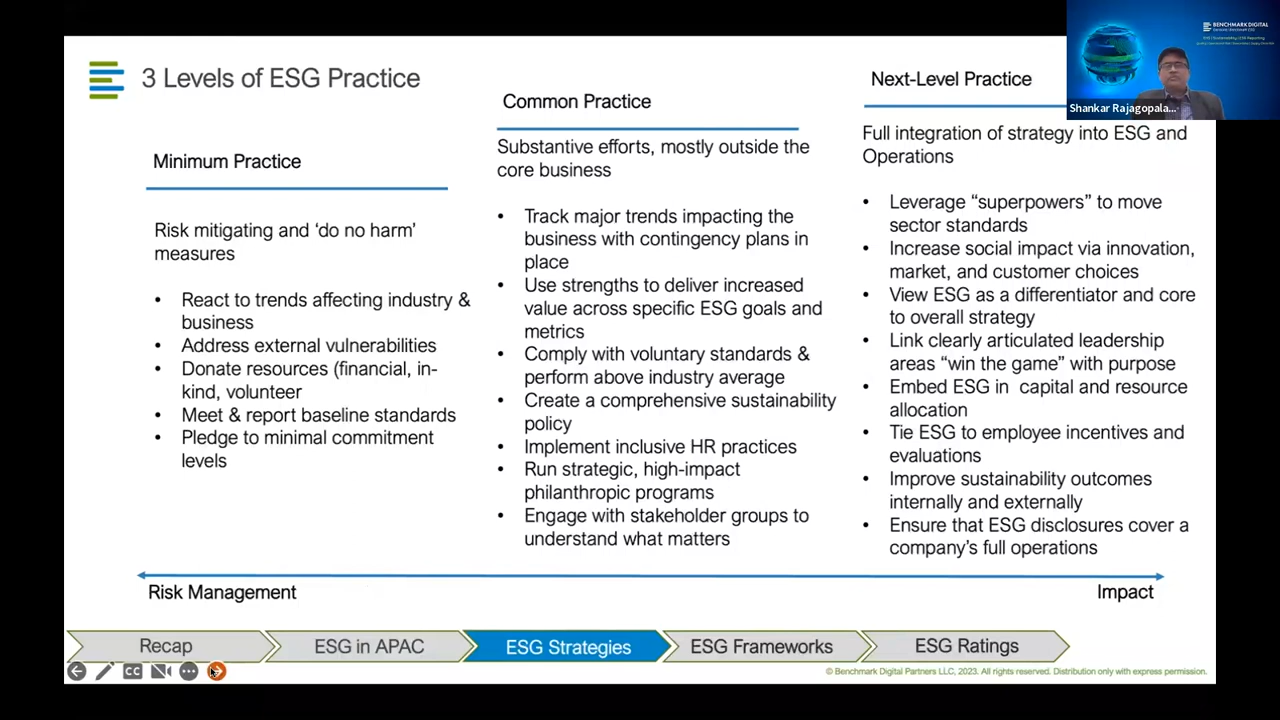 3 Levels of ESG Practice
Minimum Practice
Risk mitigating and ‘do no harm’
measures
• React to trends affecting industry &
business
• Address external vulnerabilities
• Donate resources (financial, in-
kind, volunteer
• Meet & report baseline standards
• Pledge to minimal commitment
levels
Common Practice
Substantive efforts, mostly outside the
core business
• Track major trends impacting the
business with contingency plans in
place
• Use strengths to deliver increased
value across specific ESG goals and
metrics
• Comply with voluntary standards &
perform above industry average
• Create a comprehensive sustainability
policy
• Implement inclusive HR practices
• Run strategic, high-impact
philanthropic programs
• Engage with stakeholder groups to
understand what matters
Next-Level Practice
Full integration of strategy into ESG and
Operations
• Leverage “superpowers” to move
sector standards
• Increase social impact via innovation,
market, and customer choices
• View ESG as a differentiator and core
to overall strategy
• Link clearly articulated leadership
areas “win the game” with purpose
• Embed ESG in  capital and resource
allocation
• Tie ESG to employee incentives and
evaluations
• Improve sustainability outcomes
internally and externally
• Ensure that ESG disclosures cover a
company’s full operations
BENCHMARK DIGITAL
Shankar Rajagopala...
Risk Management
Impact
Recap
ESG in APAC
ESG Strategies
ESG Frameworks
ESG Ratings
CC
© Benchmark Digital Partners LLC, 2023. All rights reserved. Distribution only with express permission.